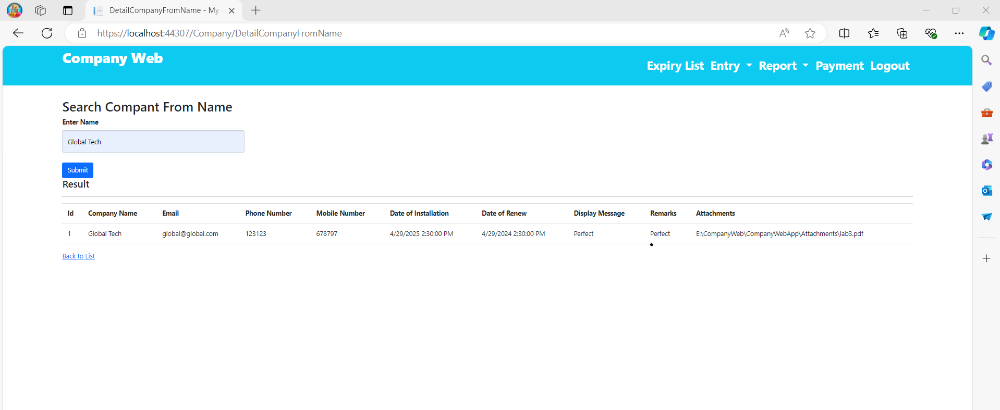 DetailCompanyFromName - My
https://localhost:44307/Company/DetailCompanyFromName
Company Web
Expiry List Entry Report Payment Logout
Search Compant From Name
Enter Name
Global Tech
Submit
Result
Id Company Name Email Phone Number Mobile Number Date of Installation Date of Renew Display Message Remarks Attachments
1 Global Tech global@global.com 123123 678797 4/29/2025 2:30:00 PM 4/29/2024 2:30:00 PM Perfect Perfect E:\CompanyWeb\CompanyWebApp\Attachments\lab3.pdf
Back to List